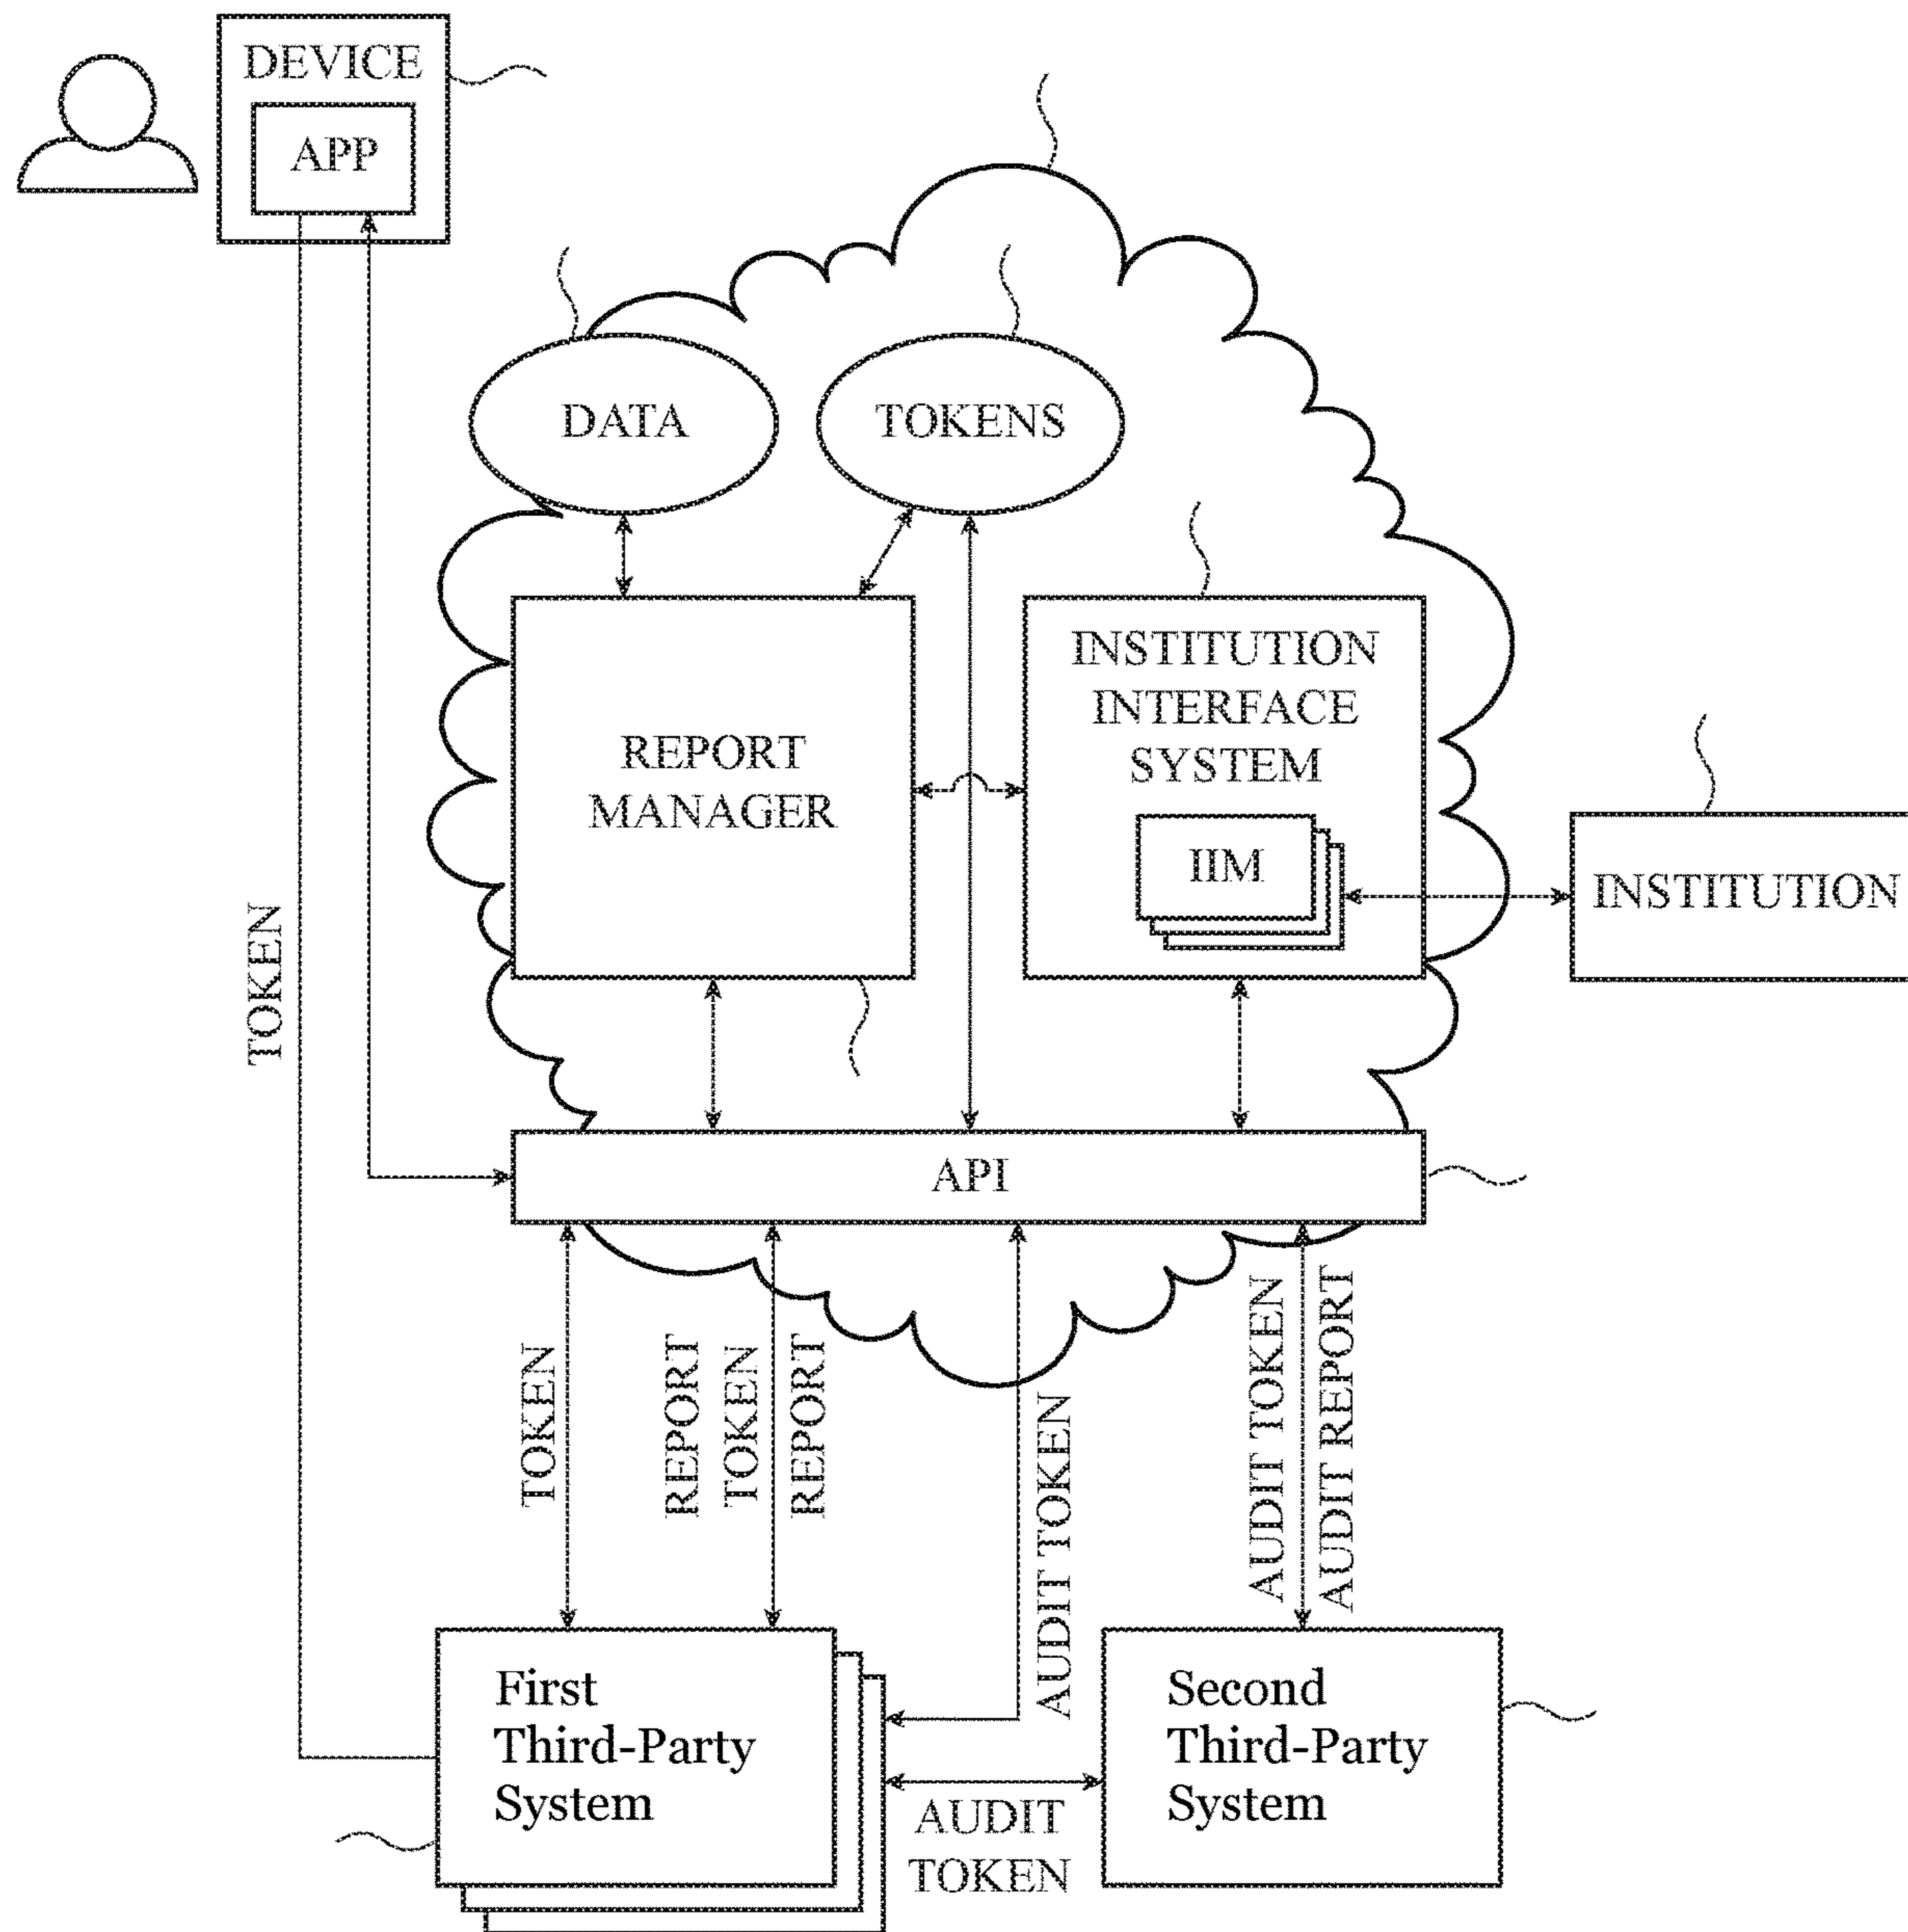 DEVICE
APP
DATA
TOKENS
REPORT
MANAGER
INSTITUTION
INTERFACE
SYSTEM
IIM
INSTITUTION
TOKEN
API
TOKEN
REPORT
TOKEN
REPORT
AUDIT TOKEN
AUDIT TOKEN
AUDIT REPORT
First
Third-Party
System
AUDIT
TOKEN
Second
Third-Party
System